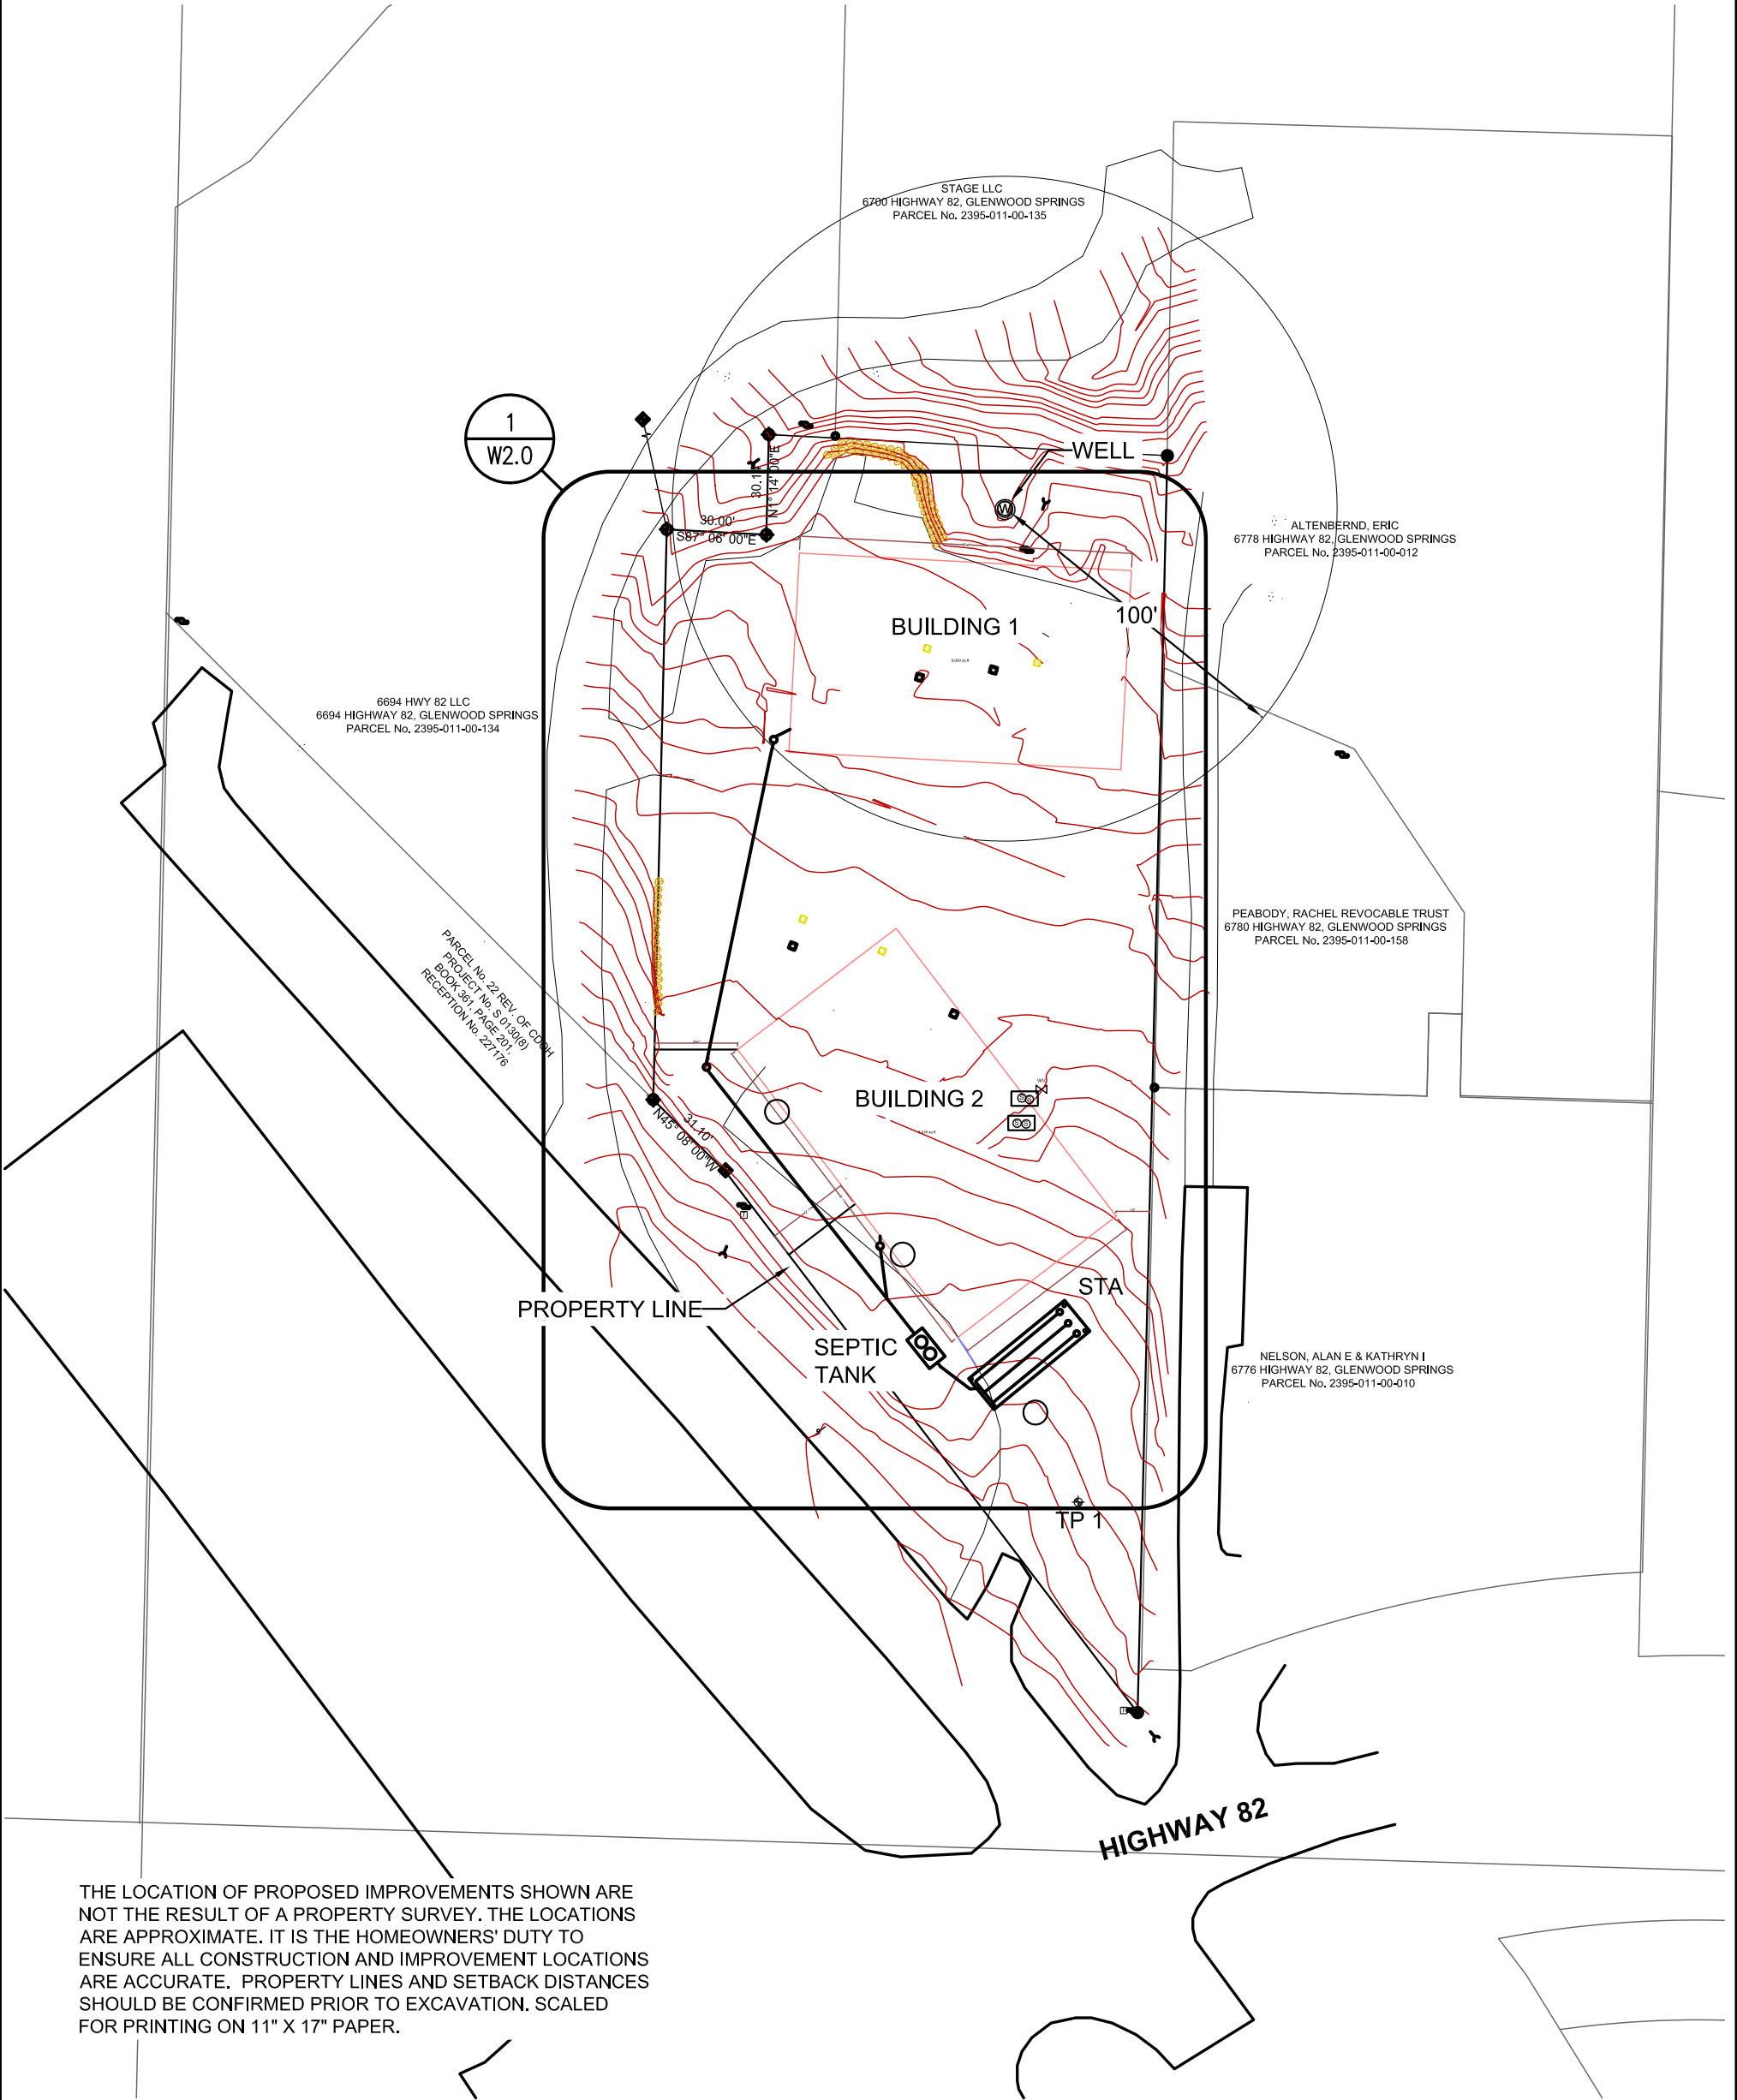 STAGE LLC
6700 HIGHWAY 82, GLENWOOD SPRINGS
PARCEL No. 2395-011-00-135
1
W2.0
WELL
W
30.00'
S87° 06' 00"E
N1° 14' 00"E
ALTENBERND, ERIC
6778 HIGHWAY 82, GLENWOOD SPRINGS
PARCEL No. 2395-011-00-012
100'
BUILDING 1
6694 HWY 82 LLC
6694 HIGHWAY 82, GLENWOOD SPRINGS
PARCEL No. 2395-011-00-134
PEABODY, RACHEL REVOCABLE TRUST
6780 HIGHWAY 82, GLENWOOD SPRINGS
PARCEL No. 2395-011-00-158
PARCEL No. 22 REV. OF CDOH
PROJECT No. S 0130(8)
BOOK 361, PAGE 201,
RECEPTION No. 227176
BUILDING 2
31.10'
N45° 08' 00"W
PROPERTY LINE
STA
SEPTIC
TANK
NELSON, ALAN E & KATHRYN I
6776 HIGHWAY 82, GLENWOOD SPRINGS
PARCEL No. 2395-011-00-010
TP 1
HIGHWAY 82
THE LOCATION OF PROPOSED IMPROVEMENTS SHOWN ARE
NOT THE RESULT OF A PROPERTY SURVEY. THE LOCATIONS
ARE APPROXIMATE. IT IS THE HOMEOWNERS' DUTY TO
ENSURE ALL CONSTRUCTION AND IMPROVEMENT LOCATIONS
ARE ACCURATE. PROPERTY LINES AND SETBACK DISTANCES
SHOULD BE CONFIRMED PRIOR TO EXCAVATION. SCALED
FOR PRINTING ON 11" X 17" PAPER.